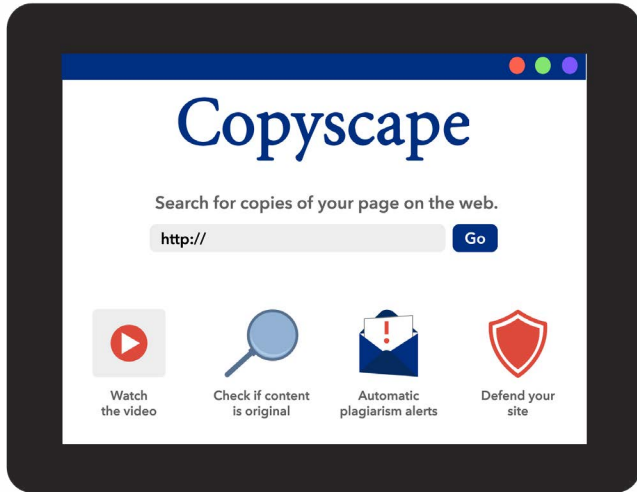 Copyscape
Search for copies of your page on the web.
http://
Go
Watch
the video
Check if content
is original
Automatic
plagiarism alerts
Defend your
site